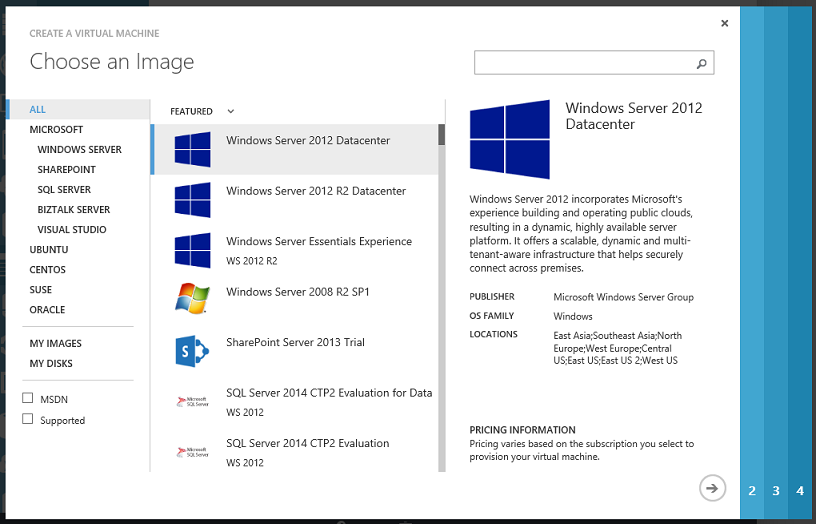 CREATE A VIRTUAL MACHINE
Choose an Image
ALL
MICROSOFT
WINDOWS SERVER
SHAREPOINT
SQL SERVER
BIZTALK SERVER
VISUAL STUDIO
UBUNTU
CENTOS
SUSE
ORACLE
MY IMAGES
MY DISKS
MSDN
Supported
FEATURED
Windows Server 2012 Datacenter
Windows Server 2012 R2 Datacenter
Windows Server Essentials Experience
WS 2012 R2
Windows Server 2008 R2 SP1
S
SharePoint Server 2013 Trial
Microsoft
SQL Server
SQL Server 2014 CTP2 Evaluation for Data
WS 2012
Microsoft
SQL Server
SQL Server 2014 CTP2 Evaluation
WS 2012
Windows Server 2012
Datacenter
Windows Server 2012 incorporates Microsoft's
experience building and operating public clouds,
resulting in a dynamic, highly available server
platform. It offers a scalable, dynamic and multi-
tenant-aware infrastructure that helps securely
connect across premises.
PUBLISHER Microsoft Windows Server Group
OS FAMILY Windows
LOCATIONS East Asia;Southeast Asia;North
Europe;West Europe;Central
US;East US;East US 2;West US
PRICING INFORMATION
Pricing varies based on the subscription you select to
provision your virtual machine.
2 3 4